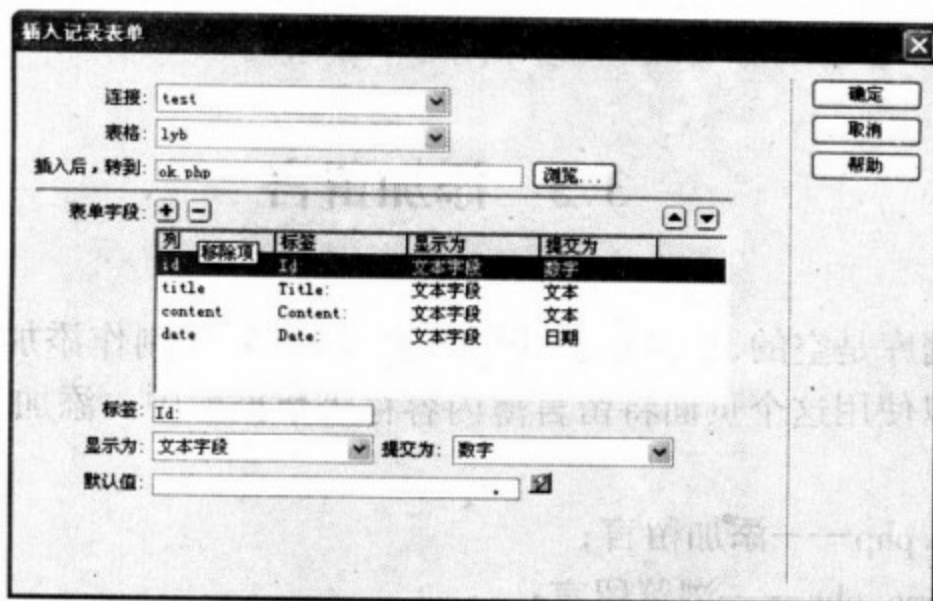 插入记录表单
连接: test
确定
表格: lyb
取消
插入后,转到: ok.php 浏览...
帮助
表单字段:
列 标签 显示为 提交为
移除项
id Id: 文本字段 数字
title Title: 文本字段 文本
content Content: 文本字段 文本
date Date: 文本字段 日期
标签: Id:
显示为: 文本字段 提交为: 数字
默认值: